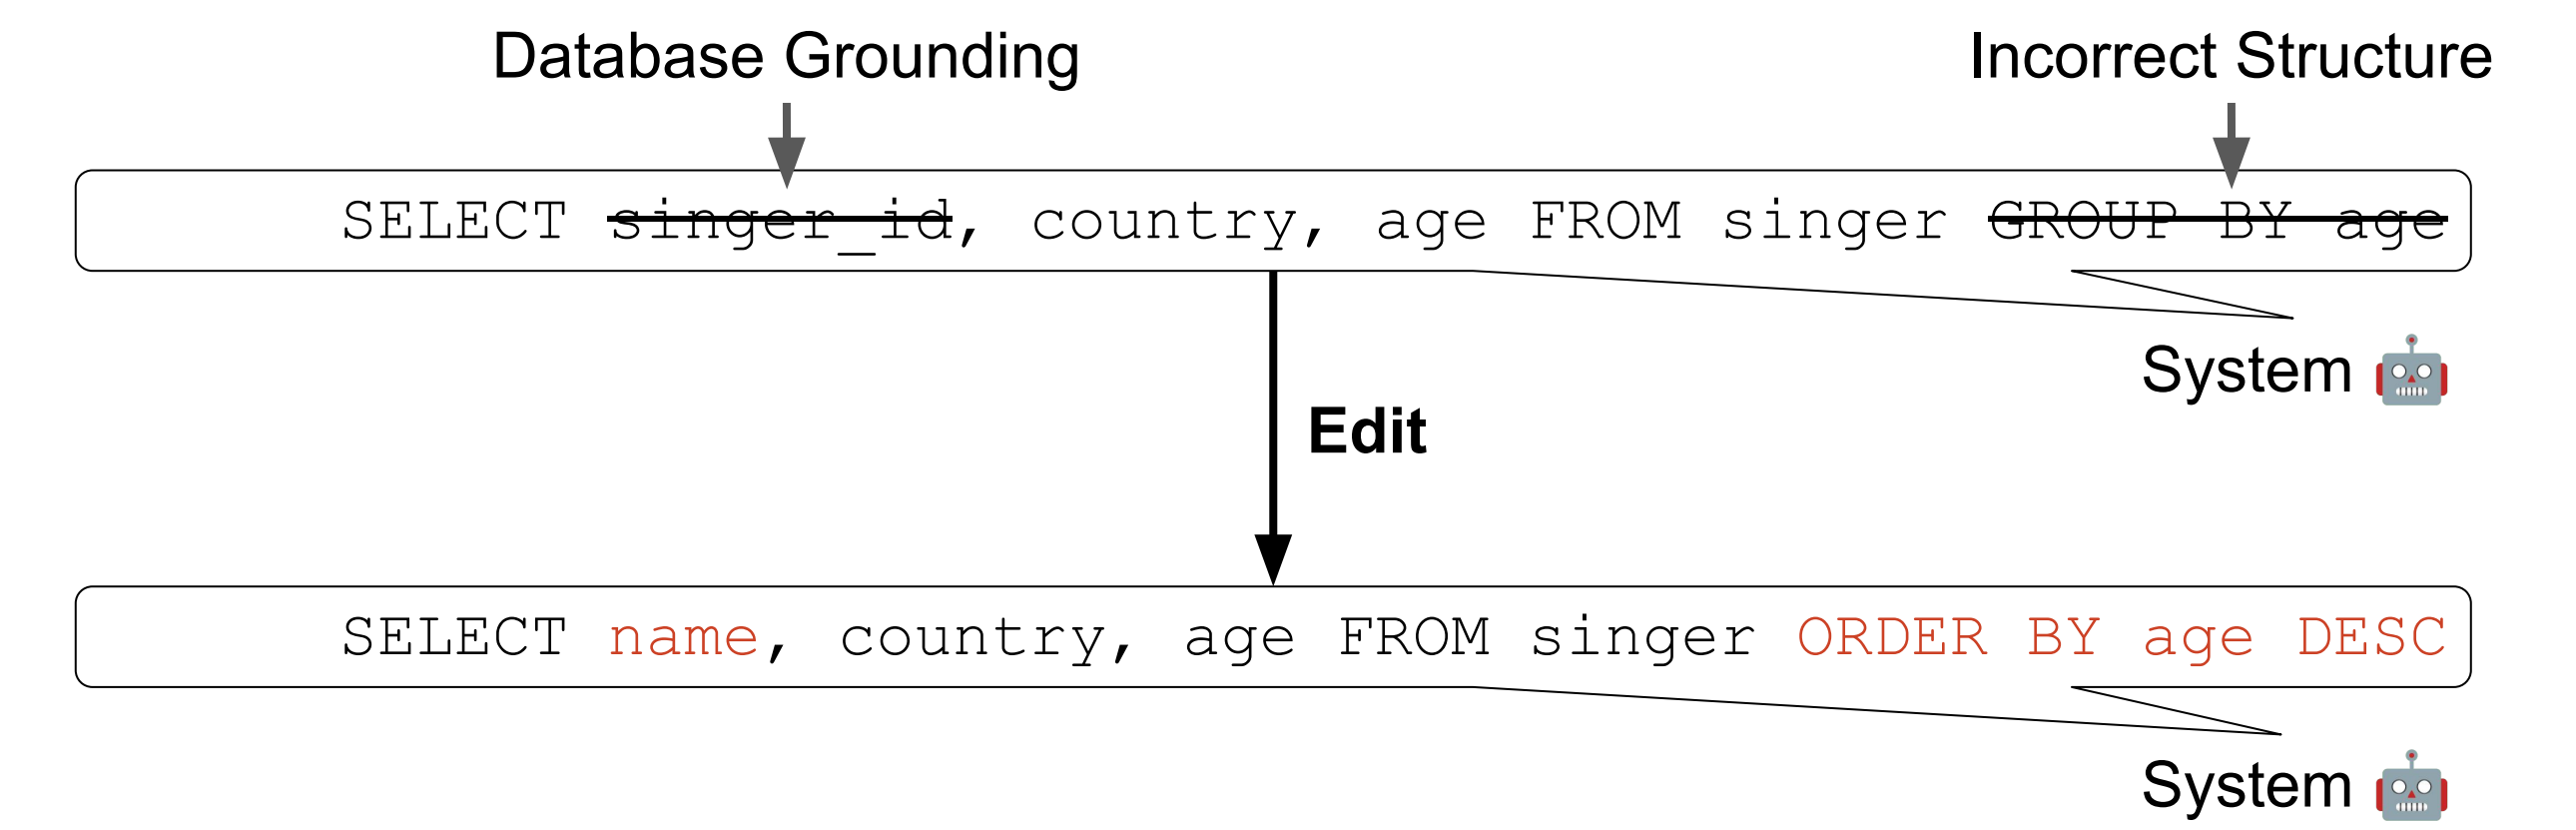 Database Grounding Incorrect Structure
SELECT singer_id, country, age FROM singer GROUP BY age
System
Edit
SELECT name, country, age FROM singer ORDER BY age DESC
System